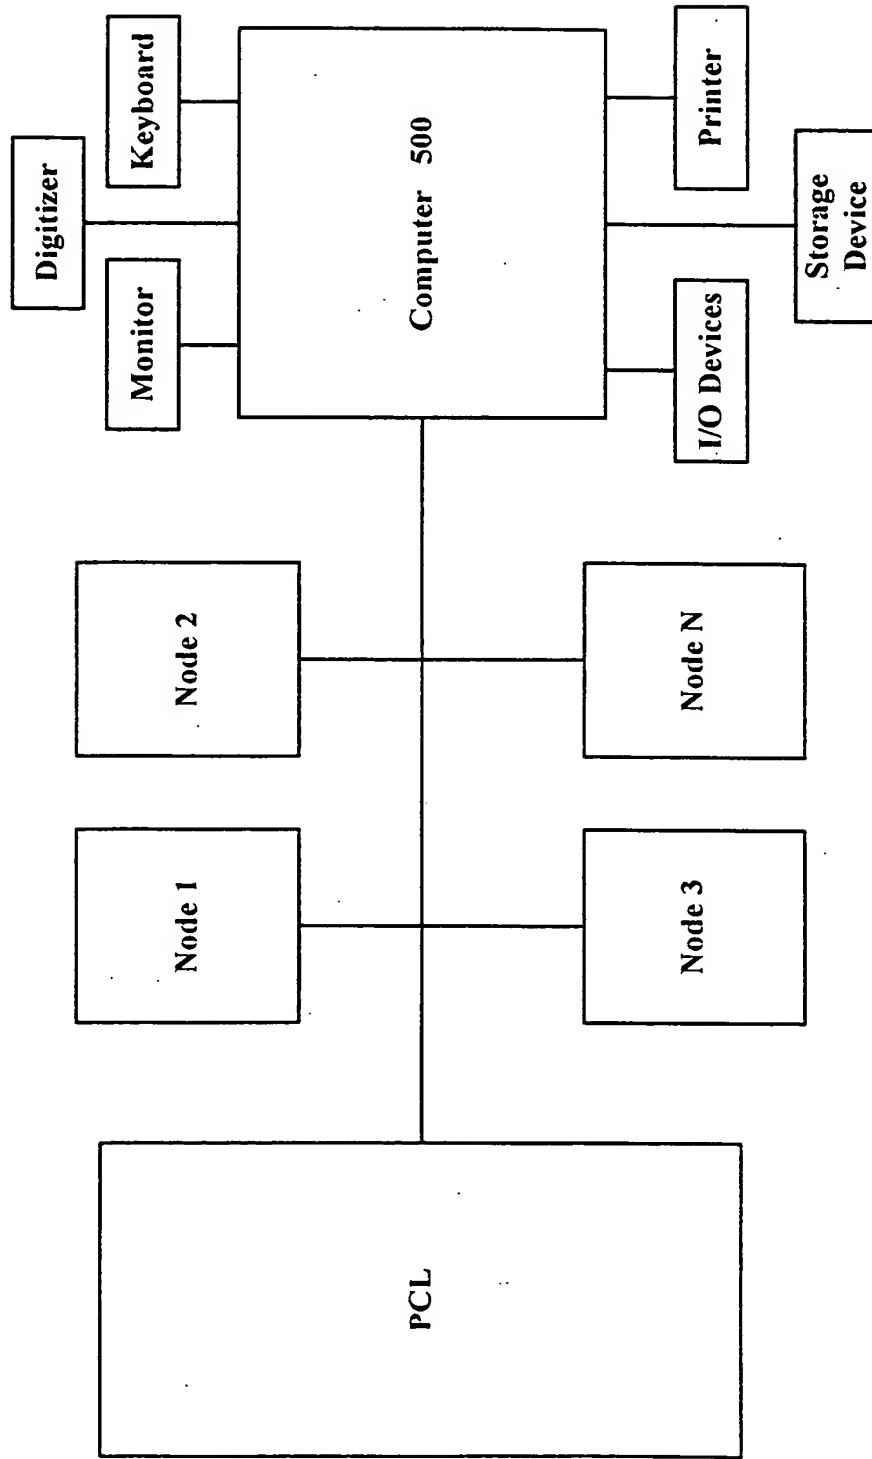 Digitizer
Keyboard
Monitor
Computer 500
Printer
I/O Devices
Storage
Device
Node 2
Node N
Node 1
Node 3
PCL